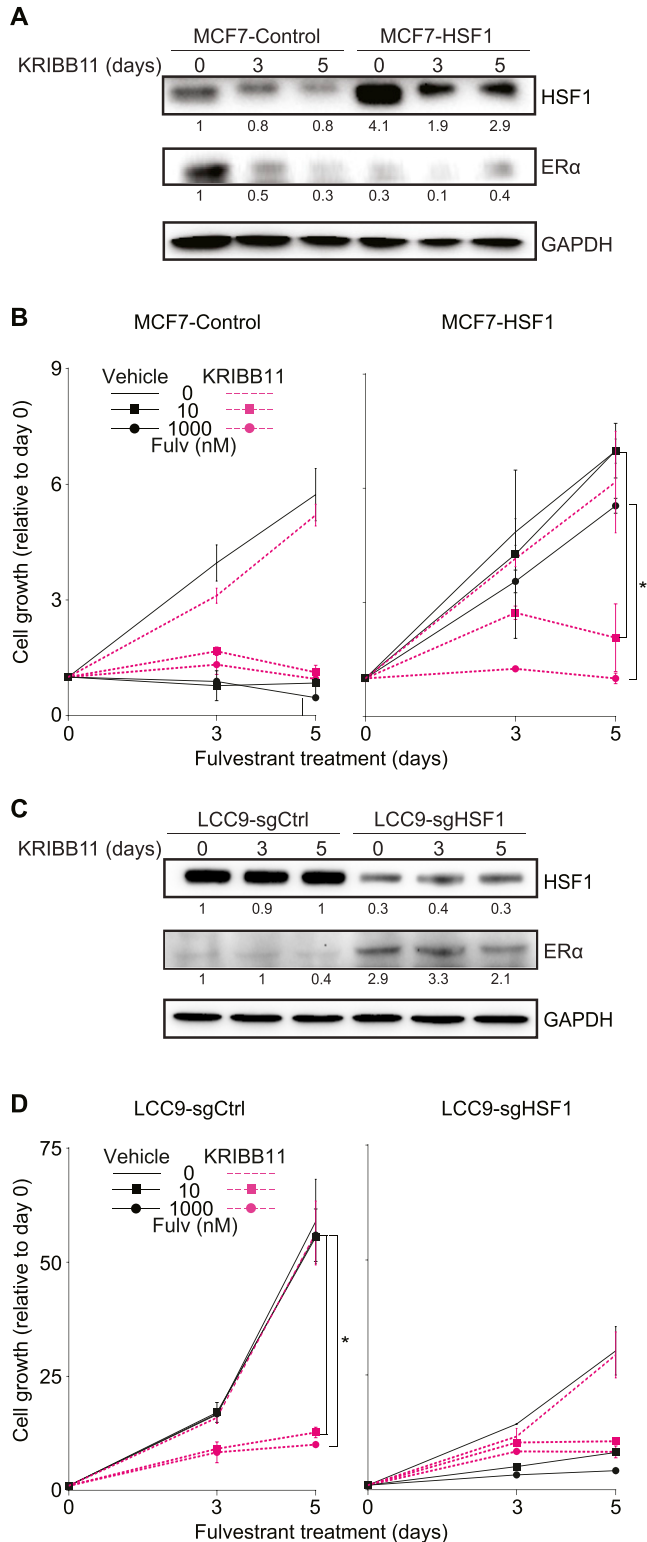 A
MCF7-Control MCF7-HSF1
KRIBB11 (days) 0 3 5 0 3 5
HSF1
1 0.8 0.8 4.1 1.9 2.9
ERα
1 0.5 0.3 0.3 0.1 0.4
GAPDH
B
MCF7-Control MCF7-HSF1
9
Vehicle KRIBB11
0
10
1000
Fulv (nM)
6
3
0
Cell growth (relative to day 0)
*
0 3 5 0 3 5
Fulvestrant treatment (days)
C
LCC9-sgCtrl LCC9-sgHSF1
KRIBB11 (days) 0 3 5 0 3 5
HSF1
1 0.9 1 0.3 0.4 0.3
ERα
1 1 0.4 2.9 3.3 2.1
GAPDH
D
LCC9-sgCtrl LCC9-sgHSF1
75
Vehicle KRIBB11
0
10
1000
Fulv (nM)
50
25
0
Cell growth (relative to day 0)
*
0 3 5 0 3 5
Fulvestrant treatment (days)